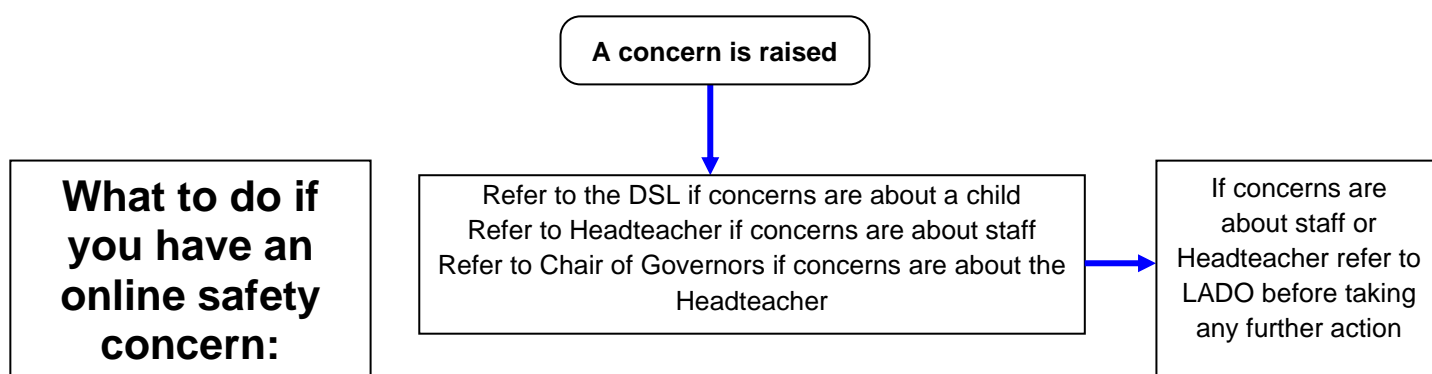 A concern is raised
What to do if
you have an
online safety
concern:
Refer to the DSL if concerns are about a child
Refer to Headteacher if concerns are about staff
Refer to Chair of Governors if concerns are about the
Headteacher
If concerns are
about staff or
Headteacher refer to
LADO before taking
any further action